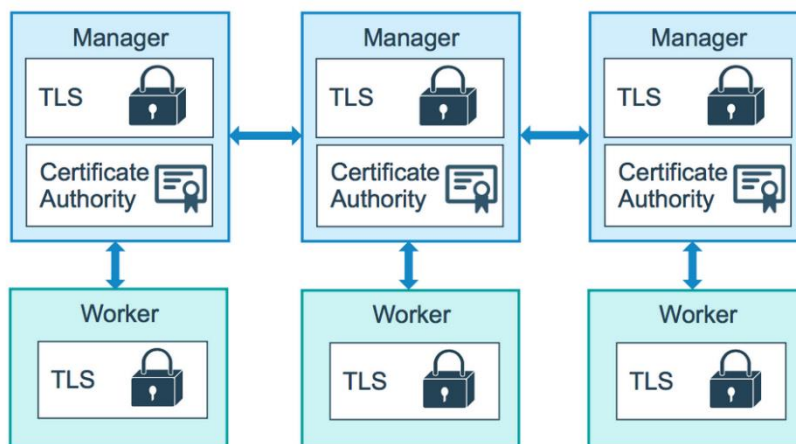 Manager
TLS
Certificate
Authority
Manager
TLS
Certificate
Authority
Manager
TLS
Certificate
Authority
Worker
TLS
Worker
TLS
Worker
TLS